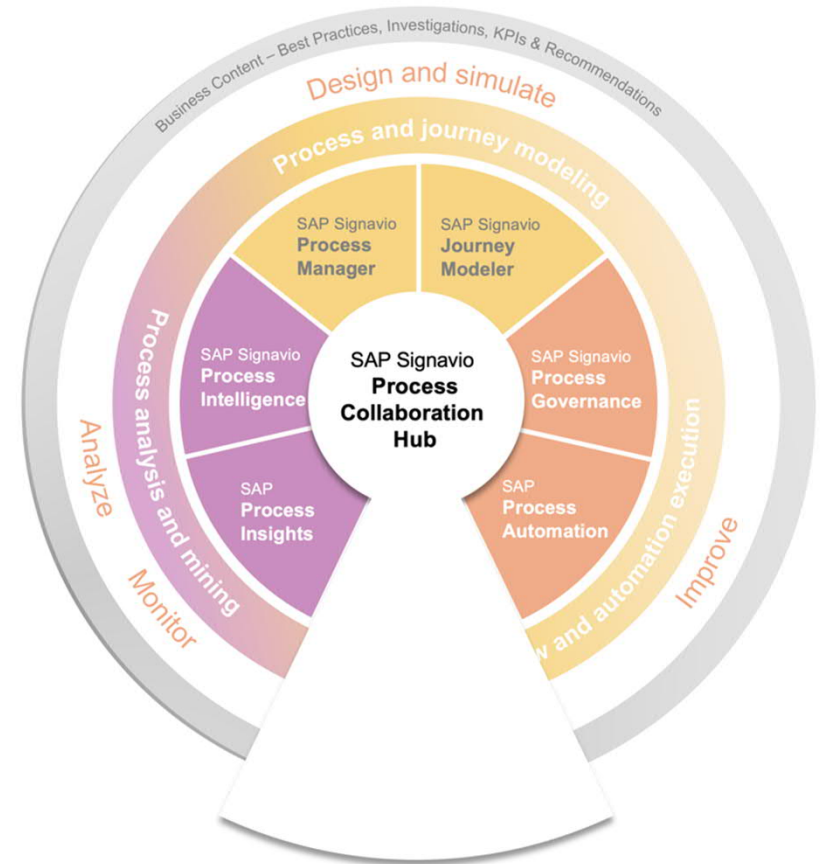 Business Content – Best Practices, Investigations, KPIs & Recommendations
Design and simulate
Process and journey modeling
SAP Signavio
Process
Manager
SAP Signavio
Journey
Modeler
SAP Signavio
Process
Intelligence
SAP Signavio
Process
Collaboration
Hub
SAP Signavio
Process
Governance
SAP
Process
Insights
SAP
Process
Automation
Process analysis and mining
w and automation execution
Analyze
Monitor
Improve